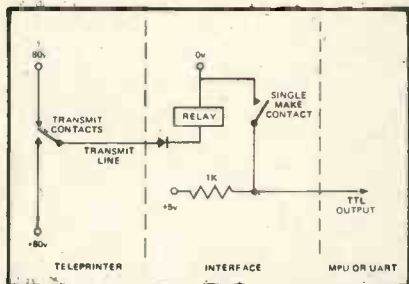 80v
0v
TRANSMIT
CONTACTS
TRANSMIT
LINE
RELAY
SINGLE
MAKE
CONTACT
1K
+5v
TTL
OUTPUT
+80v
TELEPRINTER
INTERFACE
MPU OR UART